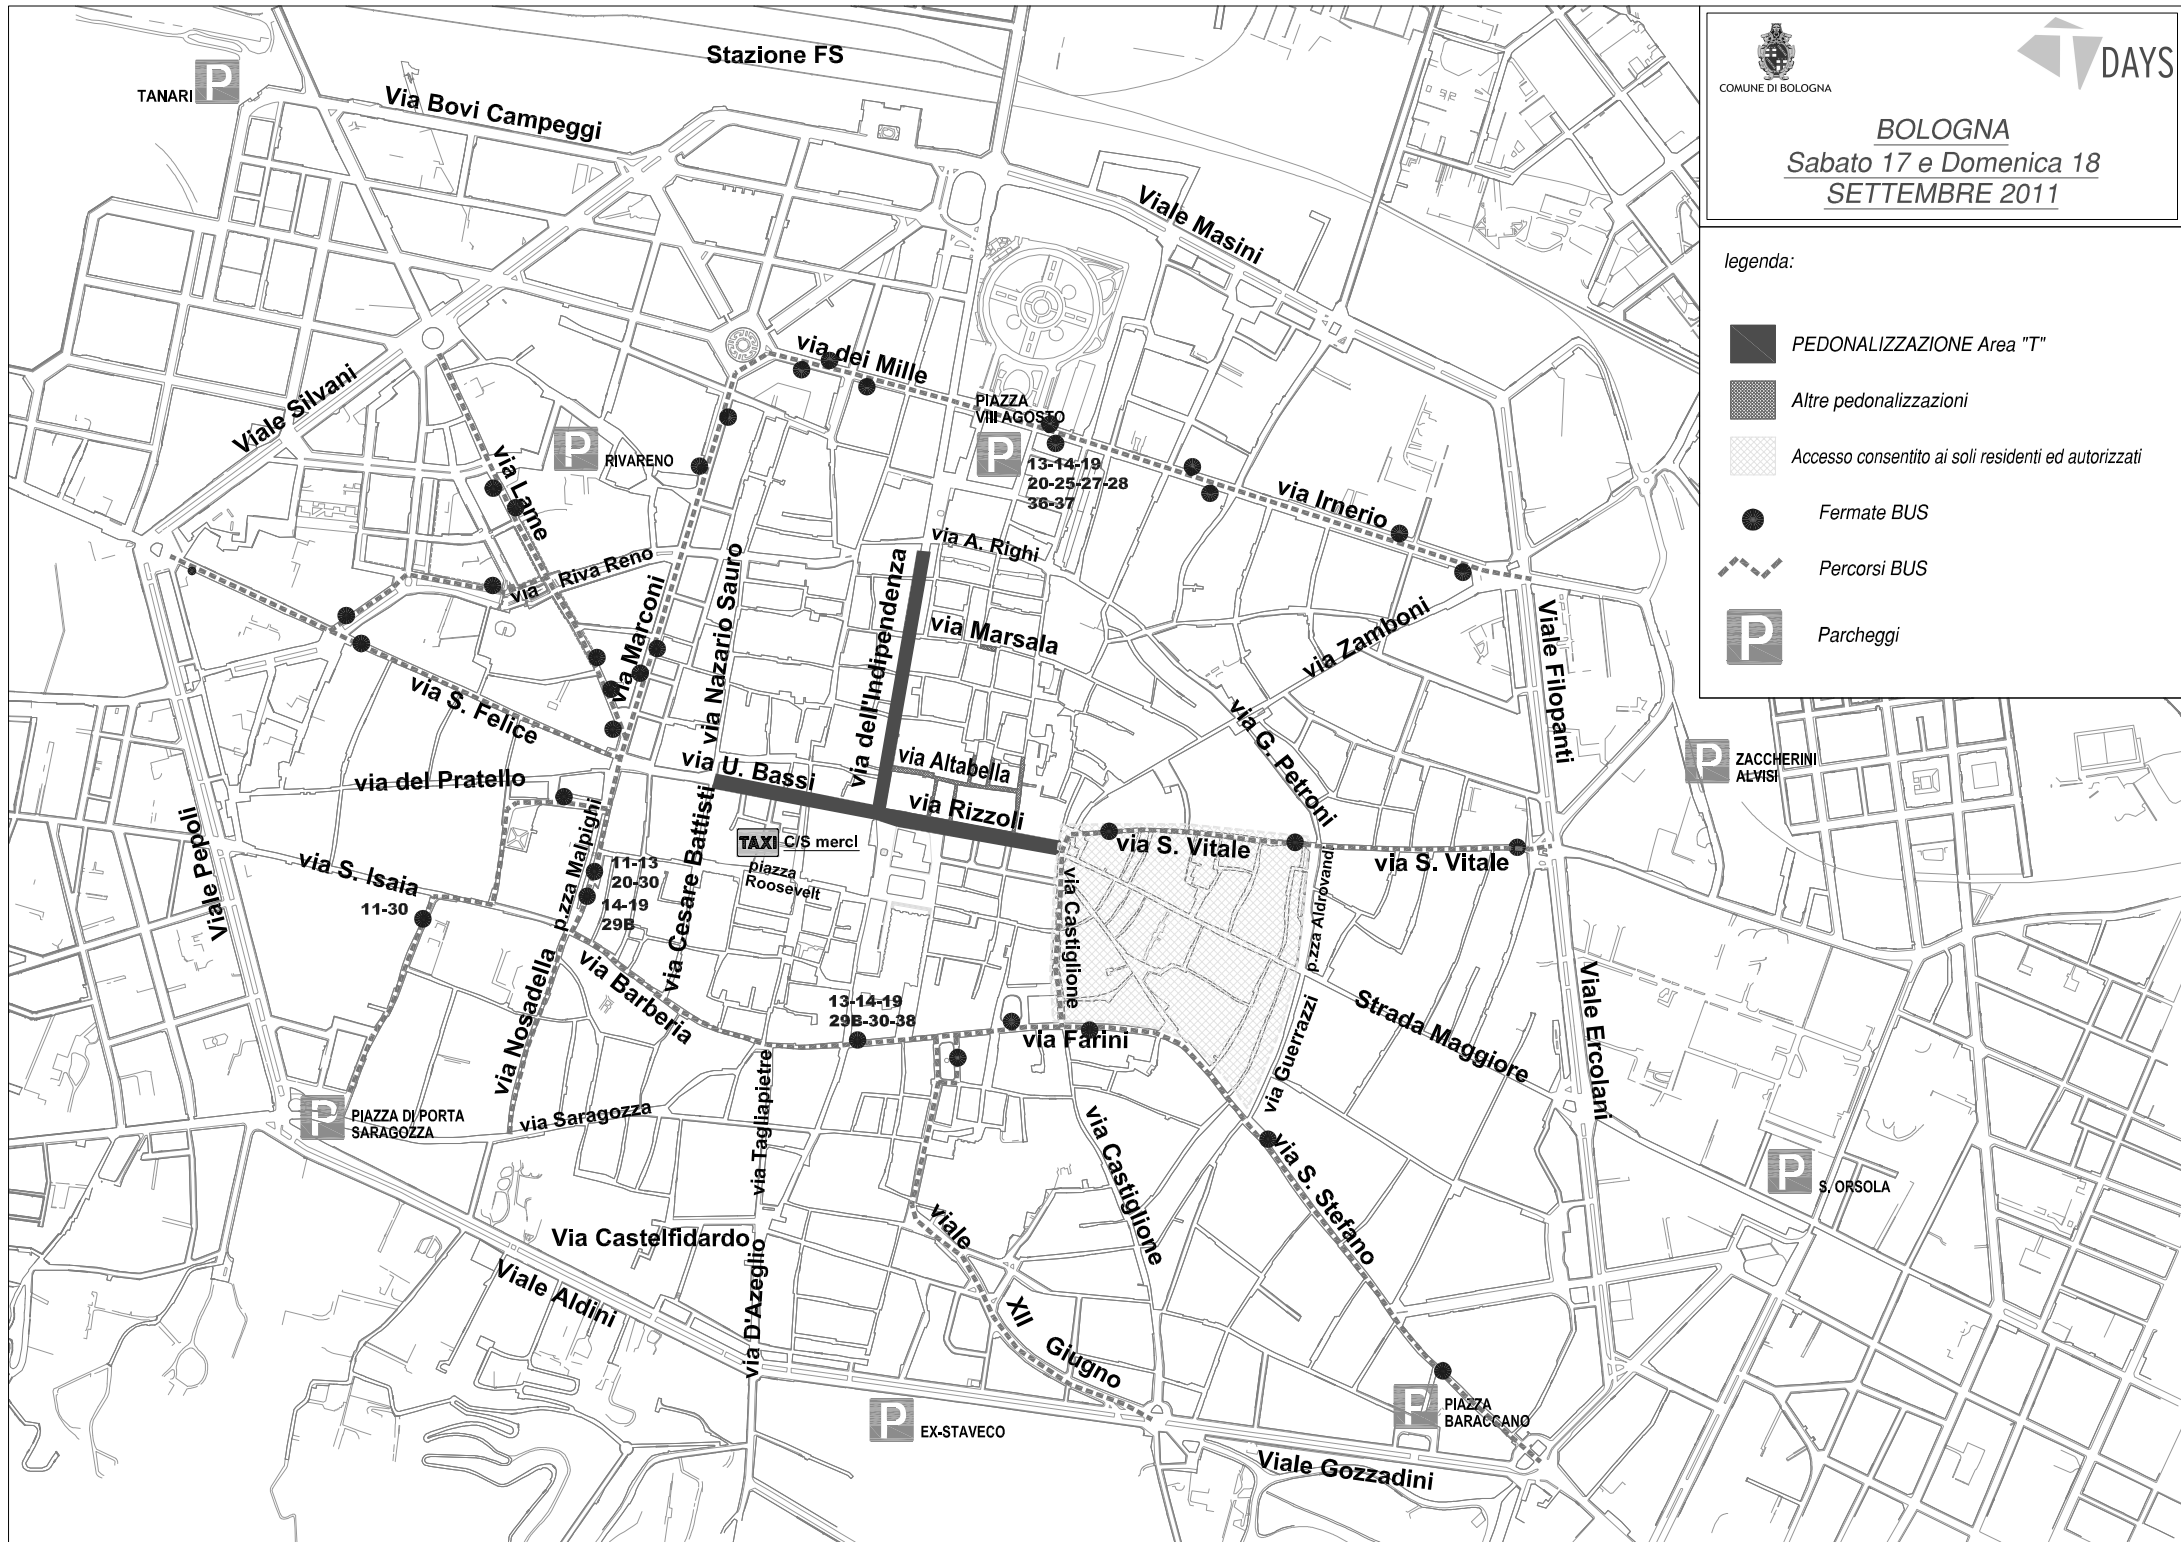 Stazione FS
TANARI
P
Via Bovi Campeggi
COMUNE DI BOLOGNA
T DAYS
BOLOGNA
Sabato 17 e Domenica 18
SETTEMBRE 2011
legenda:
PEDONALIZZAZIONE Area "T"
Altre pedonalizzazioni
Accesso consentito ai soli residenti ed autorizzati
Fermate BUS
Percorsi BUS
P
Parcheggi
Viale Masini
via dei Mille
Viale Silvani
PIAZZA
VIII AGOSTO
P
13-14-19
20-25-27-28
36-37
P
RIVARENO
via Lame
via Irnerio
via A. Righi
via Riva Reno
via Marconi
via Nazario Sauro
via dell'Indipendenza
via Marsala
via Zamboni
Viale Filopanti
via S. Felice
via G. Petroni
via U. Bassi
via Altabella
via del Pratello
P
ZACCHERINI
ALVISI
via Rizzoli
Viale Pepoli
p.zza Malpighi
via Cesare Battisti
TAXI
C/S mercl
piazza
Roosevelt
via S. Vitale
via S. Vitale
via S. Isaia
11-30
11-13
20-30
14-19
29B
via Castiglione
p.zza Aldrovandi
via Nosadella
via Barberia
13-14-19
29B-30-38
via Farini
via Guerrazzi
Strada Maggiore
Viale Ercolani
P
PIAZZA DI PORTA
SARAGOZZA
via Saragozza
via Tagliapietre
via Castiglione
via S. Stefano
P
S. ORSOLA
Via Castelfidardo
via D'Azeglio
viale XII Giugno
Viale Aldini
P
EX-STAVECO
P
PIAZZA
BARACCANO
Viale Gozzadini